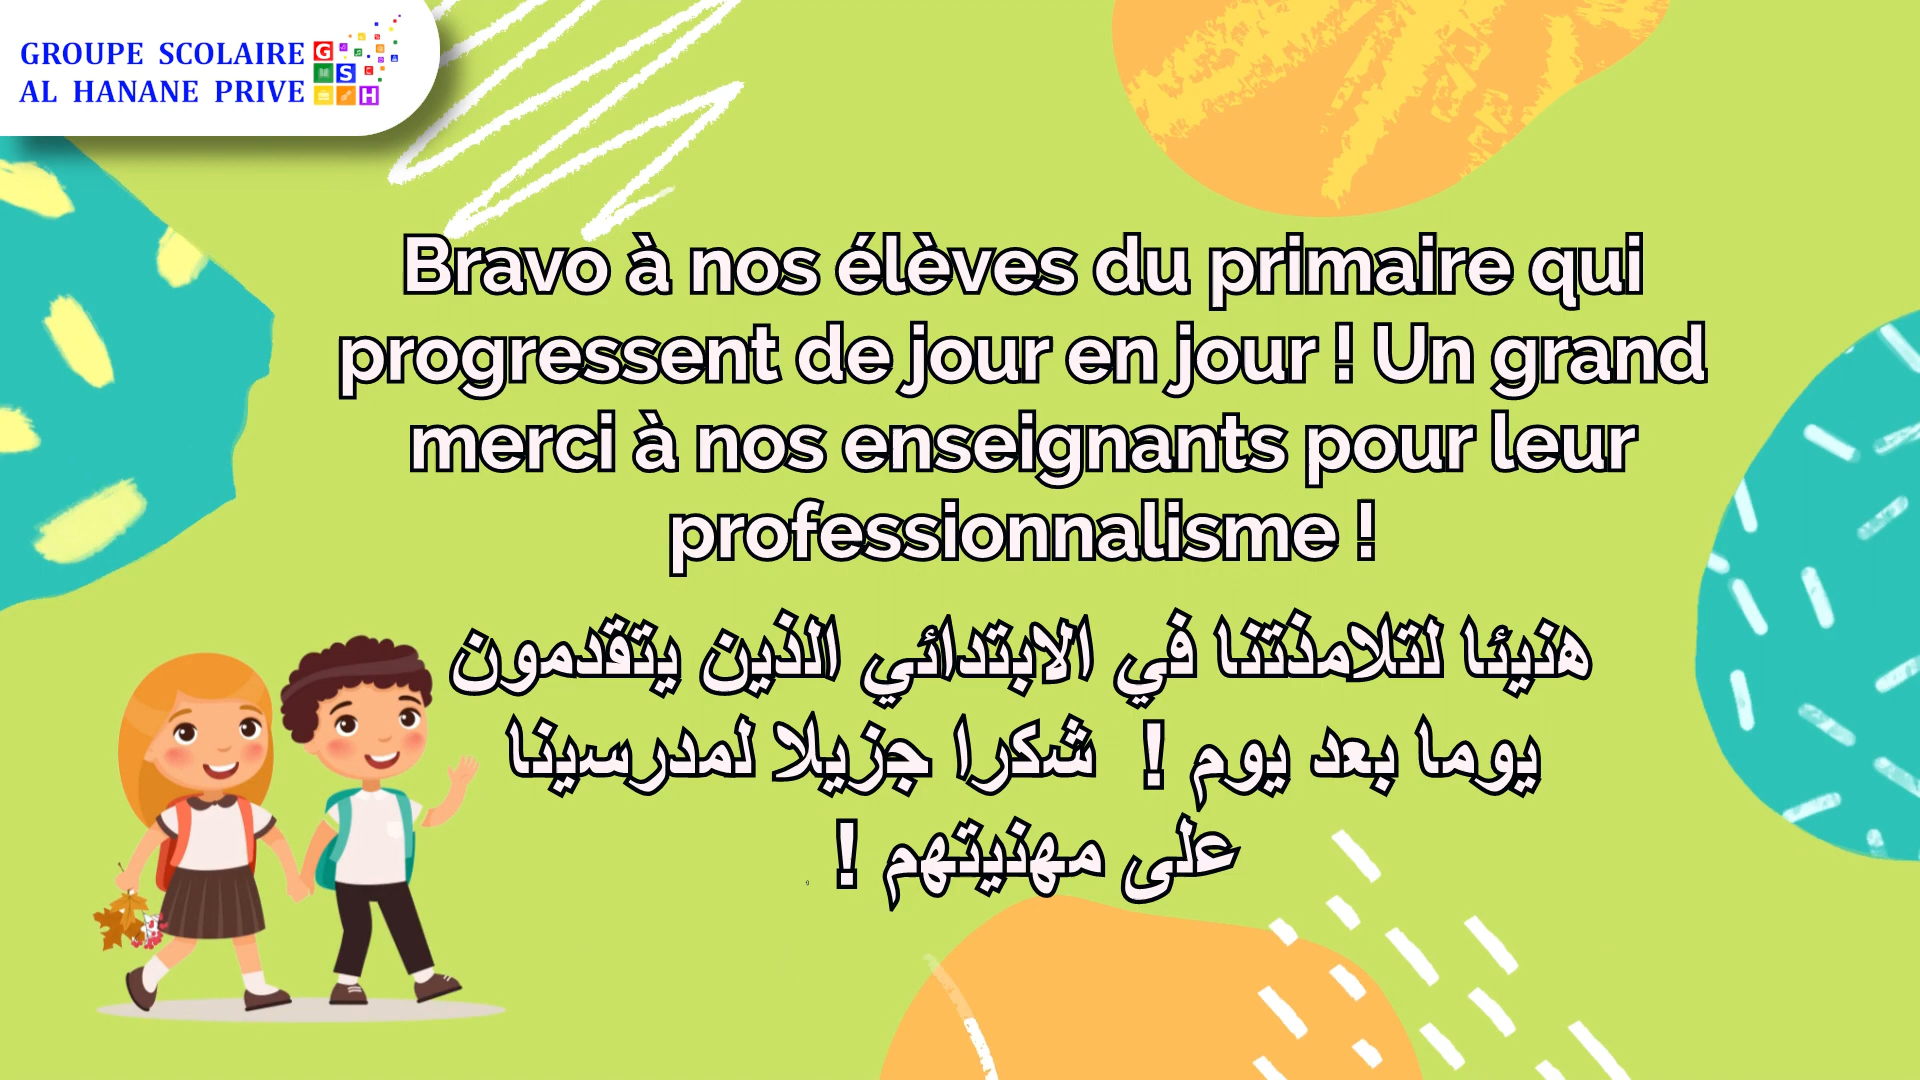 GROUPE SCOLAIRE
AL HANANE PRIVE
G
S
H
Bravo à nos élèves du primaire qui
progressent de jour en jour ! Un grand
merci à nos enseignants pour leur
professionnalisme !
هنيئا لتلامذتنا في الابتدائي الذين يتقدمون
يوما بعد يوم ! شكرا جزيلا لمدرسينا
على مهنيتهم !